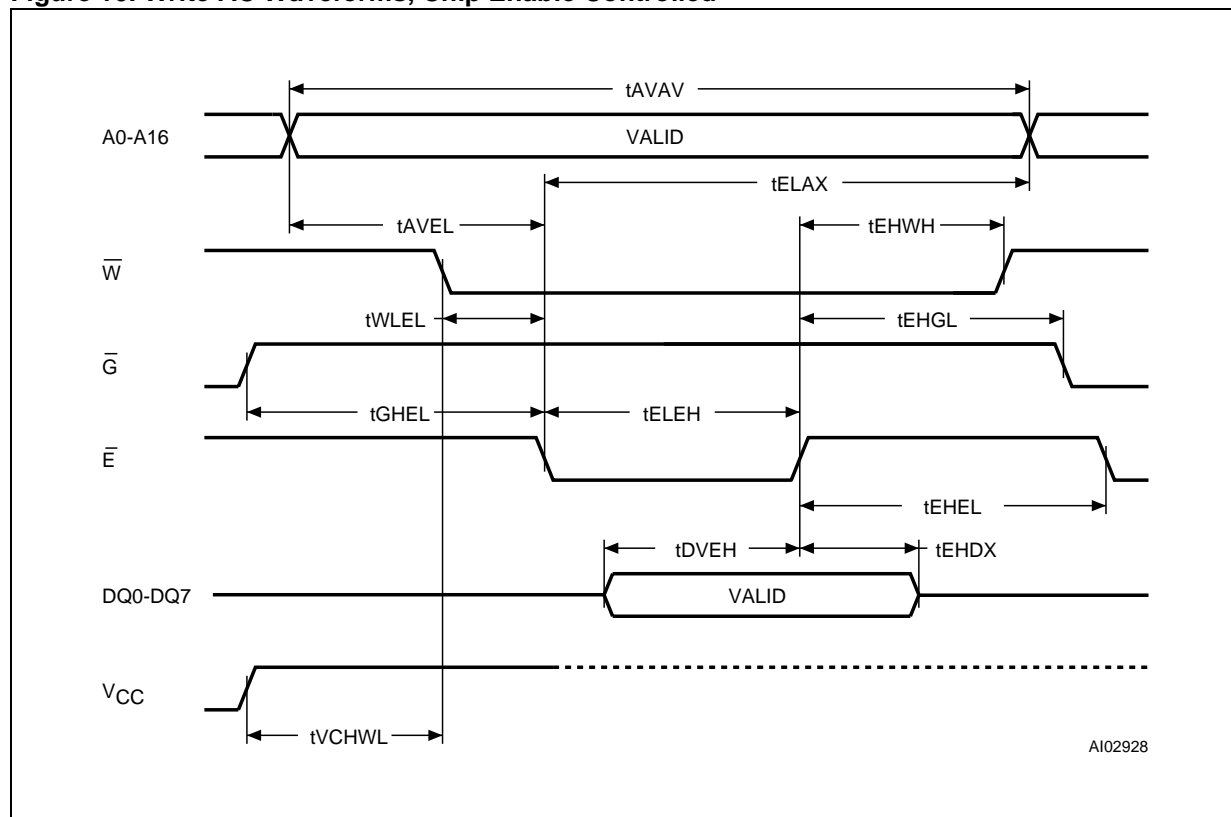 Figure 10. Write AC Waveforms, Chip Enable Controlled
tAVAV
A0-A16 VALID
tELAX
tAVEL tEHWH
W
tWLEL tEHGL
G
tGHEL tELEH
E
tEHEL
tDVEH tEHDX
DQ0-DQ7 VALID
VCC
tVCHWL
AI02928